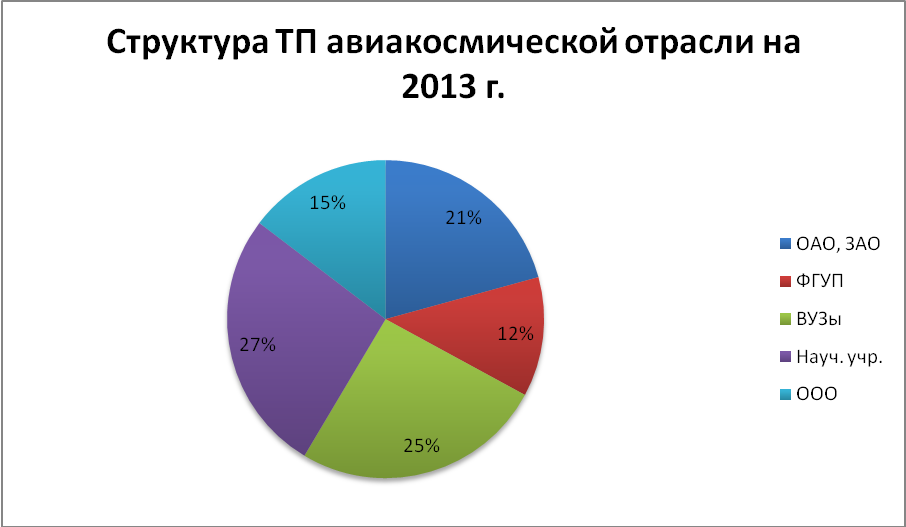 Структура ТП авиакосмической отрасли на
2013 г.
15%
21%
12%
27%
25%
ОАО, ЗАО
ФГУП
ВУЗы
Науч. учр.
ООО